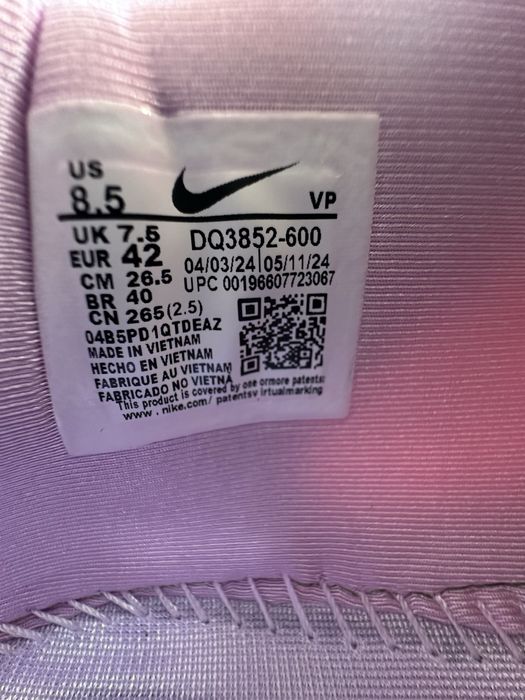 US
8.5
VP
UK 7.5
EUR 42
CM 26.5
BR 40
CN 265 (2.5)
DQ3852-600
04/03/24|05/11/24
UPC 00196607723067
04B5PD1QTDEAZ
MADE IN VIETNAM
HECHO EN VIETNAM
FABRIQUE AU VIETNAM
FABRICADO NO VIETNÃ
This product is covered by one ormore patents:
www.nike.com/patentsv irtualmarking